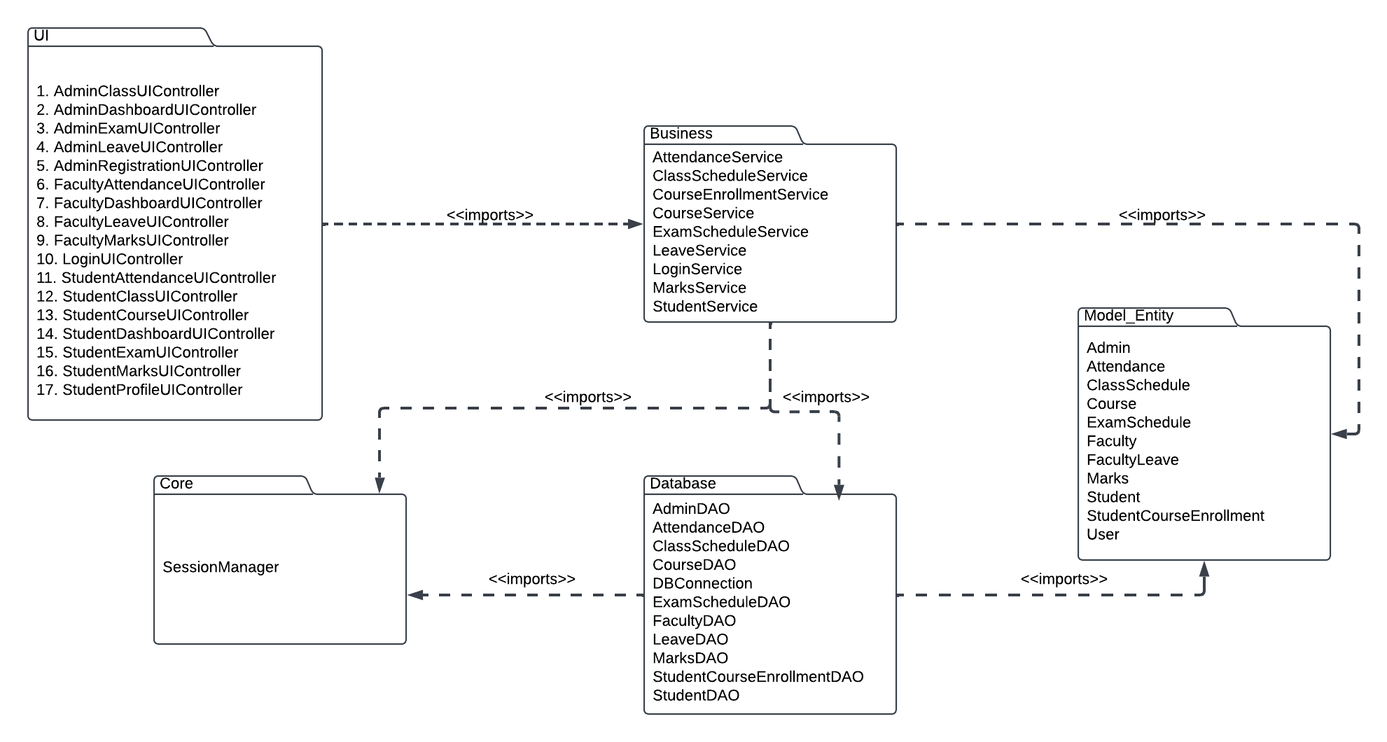 UI
1. AdminClassUIController
2. AdminDashboardUIController
3. AdminExamUIController
4. AdminLeaveUIController
5. AdminRegistrationUIController
6. FacultyAttendanceUIController
7. FacultyDashboardUIController
8. FacultyLeaveUIController
9. FacultyMarksUIController
10. LoginUIController
11. StudentAttendanceUIController
12. StudentClassUIController
13. StudentCourseUIController
14. StudentDashboardUIController
15. StudentExamUIController
16. StudentMarksUIController
17. StudentProfileUIController
<<imports>>
Business
AttendanceService
ClassScheduleService
CourseEnrollmentService
CourseService
ExamScheduleService
LeaveService
LoginService
MarksService
StudentService
<<imports>>
Model_Entity
Admin
Attendance
ClassSchedule
Course
ExamSchedule
Faculty
FacultyLeave
Marks
Student
StudentCourseEnrollment
User
<<imports>>
<<imports>>
Core
SessionManager
<<imports>>
Database
AdminDAO
AttendanceDAO
ClassScheduleDAO
CourseDAO
DBConnection
ExamScheduleDAO
FacultyDAO
LeaveDAO
MarksDAO
StudentCourseEnrollmentDAO
StudentDAO
<<imports>>